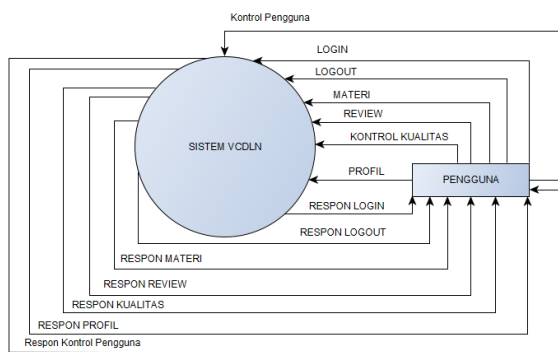 Kontrol Pengguna
LOGIN
LOGOUT
MATERI
REVIEW
KONTROL KUALITAS
SISTEM VCDLN
PROFIL
PENGGUNA
RESPON LOGIN
RESPON LOGOUT
RESPON MATERI
RESPON REVIEW
RESPON KUALITAS
RESPON PROFIL
Respon Kontrol Pengguna